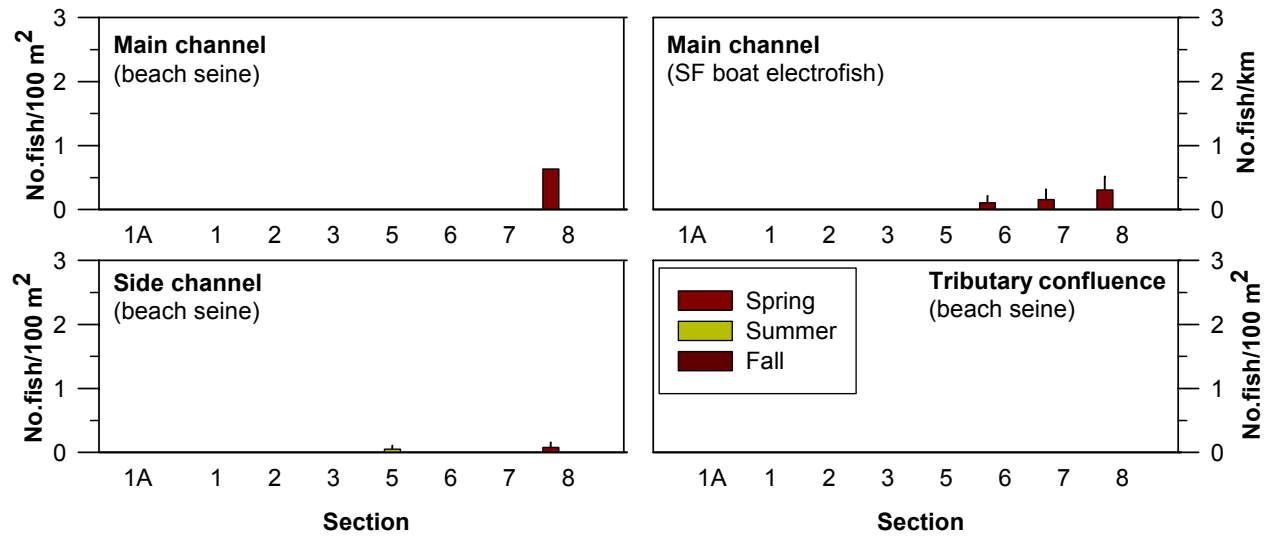 Main channel
(beach seine)
No.fish/100 m²
3
2
1
0
1A 1 2 3 5 6 7 8
Main channel
(SF boat electrofish)
No.fish/km
3
2
1
0
1A 1 2 3 5 6 7 8
Side channel
(beach seine)
No.fish/100 m²
3
2
1
0
1A 1 2 3 5 6 7 8
Section
Spring
Summer
Fall
Tributary confluence
(beach seine)
No.fish/100 m²
3
2
1
0
1A 1 2 3 5 6 7 8
Section